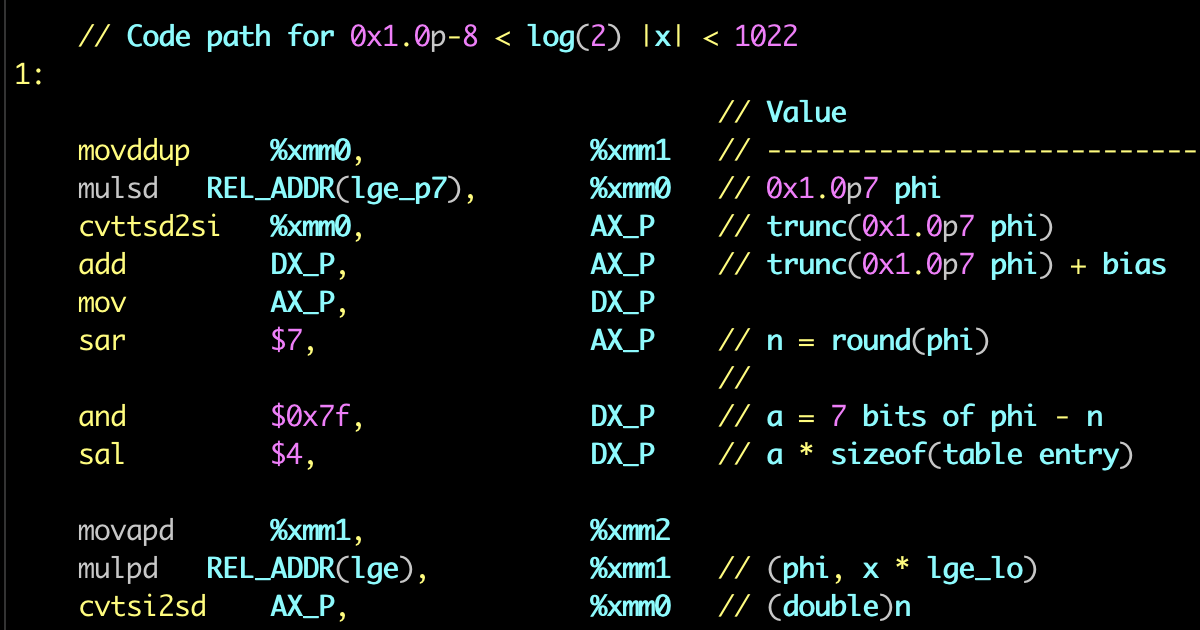 // Code path for 0x1.0p-8 < log(2) |x| < 1022
1:
// Value
movddup %xmm0, %xmm1 // ---------------------------
mulsd REL_ADDR(lge_p7), %xmm0 // 0x1.0p7 phi
cvttsd2si %xmm0, AX_P // trunc(0x1.0p7 phi)
add DX_P, AX_P // trunc(0x1.0p7 phi) + bias
mov AX_P, DX_P
sar $7, AX_P // n = round(phi)
//
and $0x7f, DX_P // a = 7 bits of phi - n
sal $4, DX_P // a * sizeof(table entry)
movapd %xmm1, %xmm2
mulpd REL_ADDR(lge), %xmm1 // (phi, x * lge_lo)
cvtsi2sd AX_P, %xmm0 // (double)n